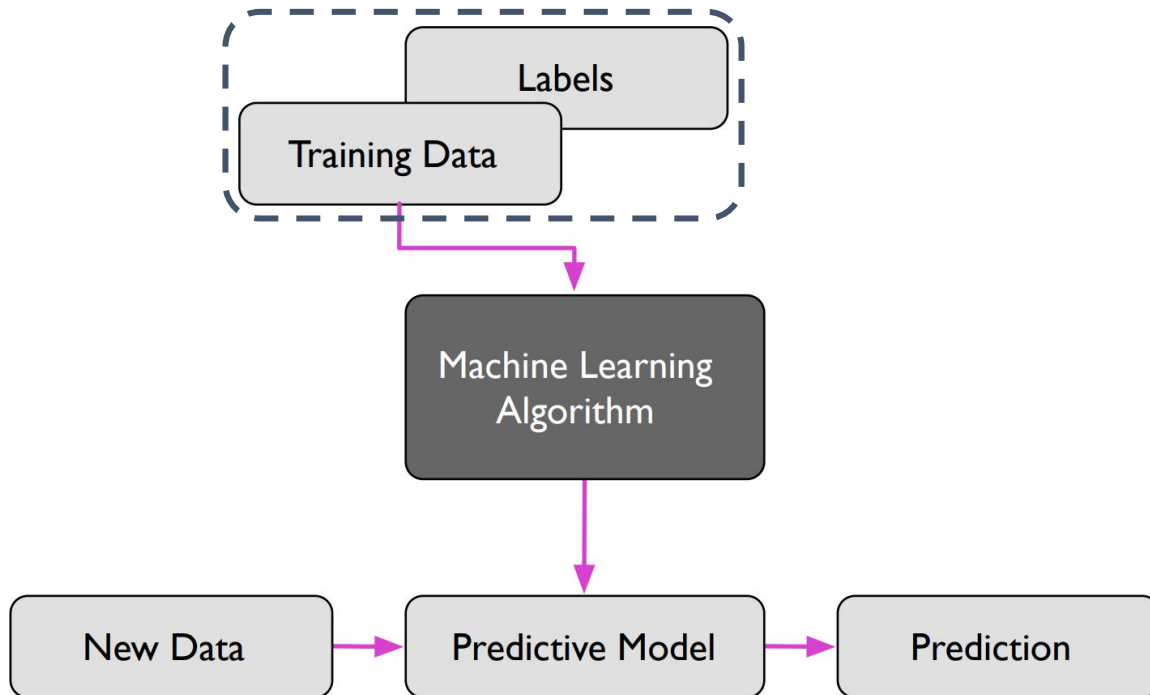 Labels
Training Data
Machine Learning
Algorithm
New Data
Predictive Model
Prediction